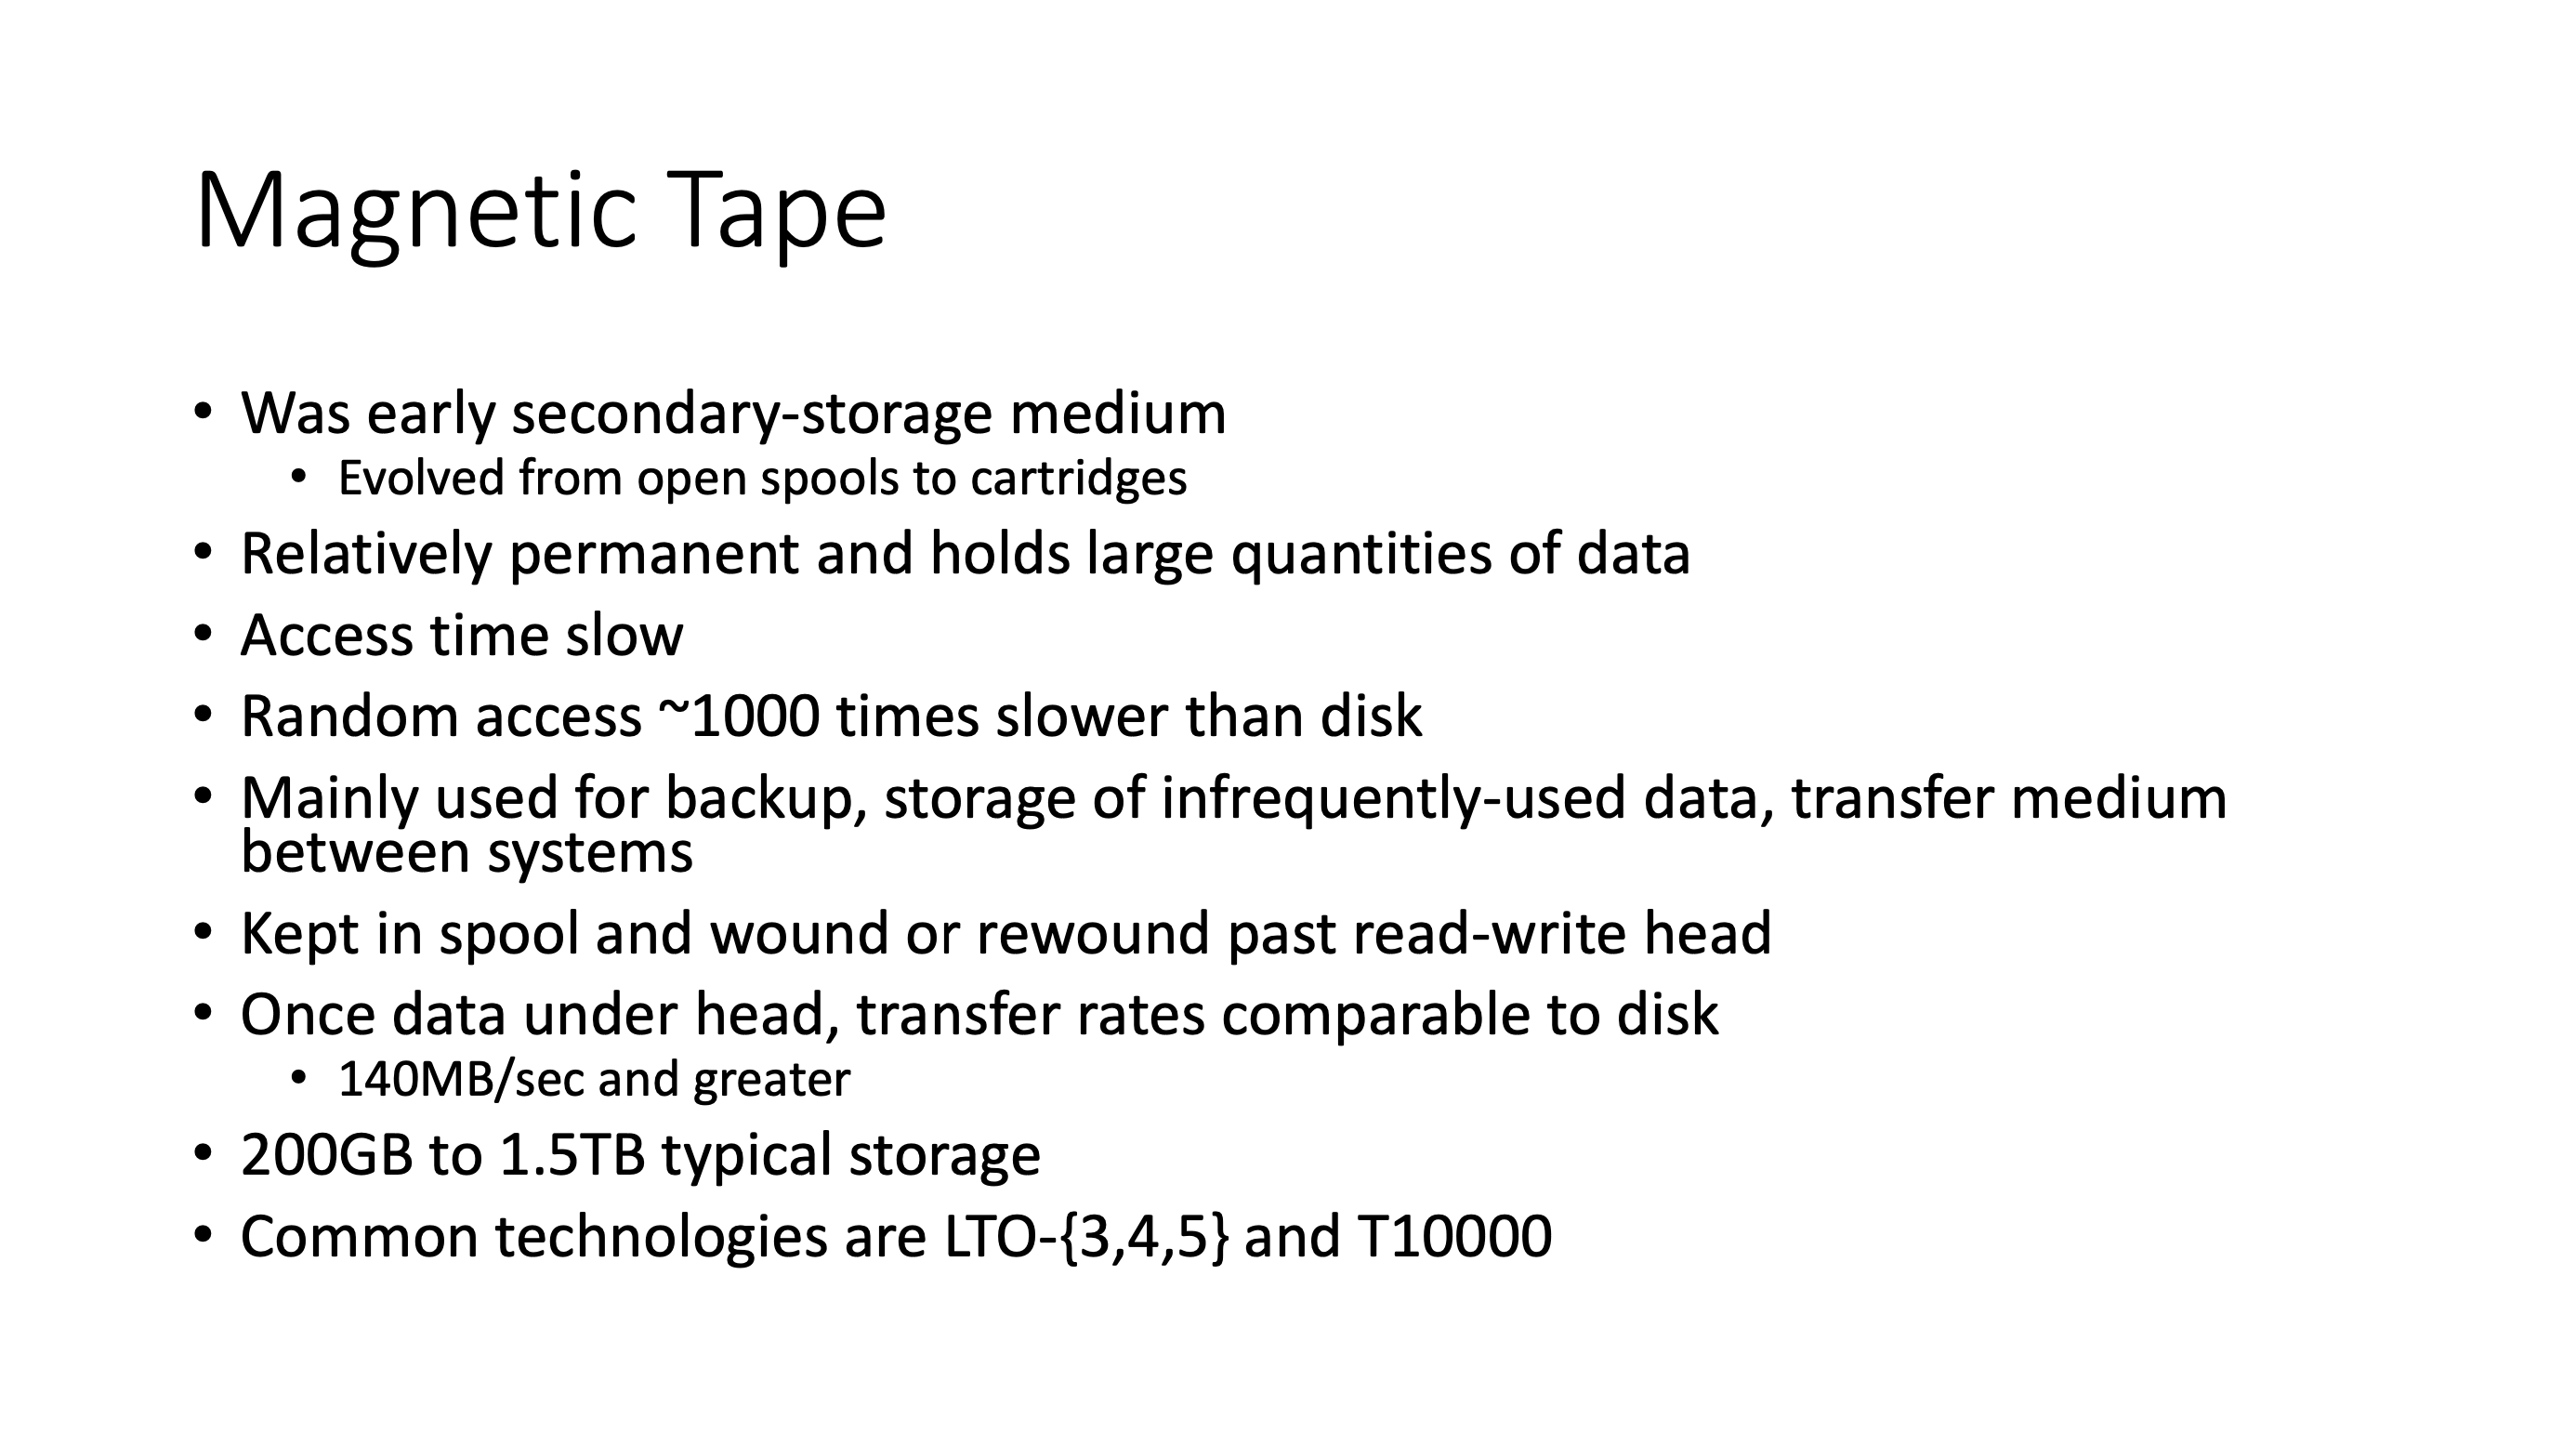 Magnetic Tape
• Was early secondary-storage medium
• Evolved from open spools to cartridges
• Relatively permanent and holds large quantities of data
• Access time slow
• Random access ~1000 times slower than disk
• Mainly used for backup, storage of infrequently-used data, transfer medium
between systems
• Kept in spool and wound or rewound past read-write head
• Once data under head, transfer rates comparable to disk
• 140MB/sec and greater
• 200GB to 1.5TB typical storage
• Common technologies are LTO-{3,4,5} and T10000